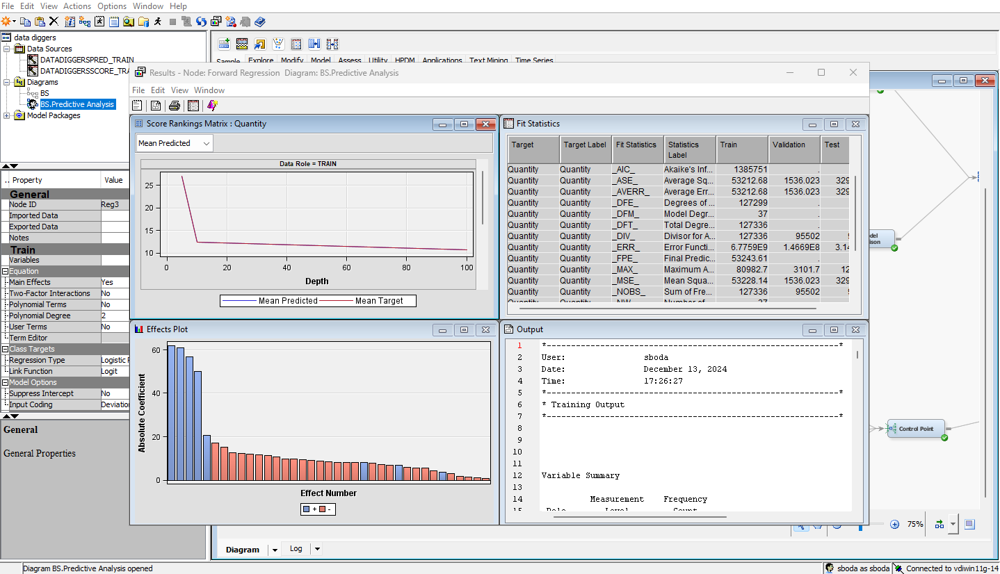 File Edit View Actions Options Window Help
data diggers
Data Sources
DATADIGGERSPRED_TRAIN
DATADIGGERSSCORE_TRA
Diagrams
BS
BS.Predictive Analysis
Model Packages
.. Property Value
General
Node ID Reg3
Imported Data
Exported Data
Notes
Train
Variables
Equation
Main Effects Yes
Two-Factor Interactions No
Polynomial Terms No
Polynomial Degree 2
User Terms No
Term Editor
Class Targets
Regression Type Logistic R
Link Function Logit
Model Options
Suppress Intercept No
Input Coding Deviation
General
General Properties
Sample Explore Modify Model Assess Utility HPDM Applications Text Mining Time Series
Results - Node: Forward Regression Diagram: BS.Predictive Analysis
File Edit View Window
Score Rankings Matrix : Quantity
Mean Predicted
Data Role = TRAIN
25
20
15
10
0 20 40 60 80 100
Depth
Mean Predicted Mean Target
Fit Statistics
Target Target Label Fit Statistics Statistics Label Train Validation Test
Quantity Quantity _AIC_ Akaike's Inf... 1385751 .
Quantity Quantity _ASE_ Average Sq... 53212.68 1536.023 329
Quantity Quantity _AVERR_ Average Err... 53212.68 1536.023 329
Quantity Quantity _DFE_ Degrees of ... 127299 .
Quantity Quantity _DFM_ Model Degr... 37 .
Quantity Quantity _DFT_ Total Degre... 127336 .
Quantity Quantity _DIV_ Divisor for A... 127336 95502
Quantity Quantity _ERR_ Error Functi... 6.7759E9 1.4669E8 3.14
Quantity Quantity _FPE_ Final Predic... 53243.61 .
Quantity Quantity _MAX_ Maximum A... 80982.7 3101.7 12
Quantity Quantity _MSE_ Mean Squa... 53228.14 1536.023 329
Quantity Quantity _NOBS_ Sum of Fre... 127336 95502
Quantity Quantity _NW_ Number of 37
Effects Plot
Absolute Coefficient
60
40
20
0
Effect Number
+ -
Output
1 *------------------------------------------------------------*
2 User: sboda
3 Date: December 13, 2024
4 Time: 17:26:27
5 *------------------------------------------------------------*
6 * Training Output
7 *------------------------------------------------------------*
8
9
10
11
12 Variable Summary
13
14 Measurement Frequency
15 Role Level Count
Control Point
75%
Diagram Log
Diagram BS.Predictive Analysis opened
sboda as sboda Connected to vdiwin11g-14